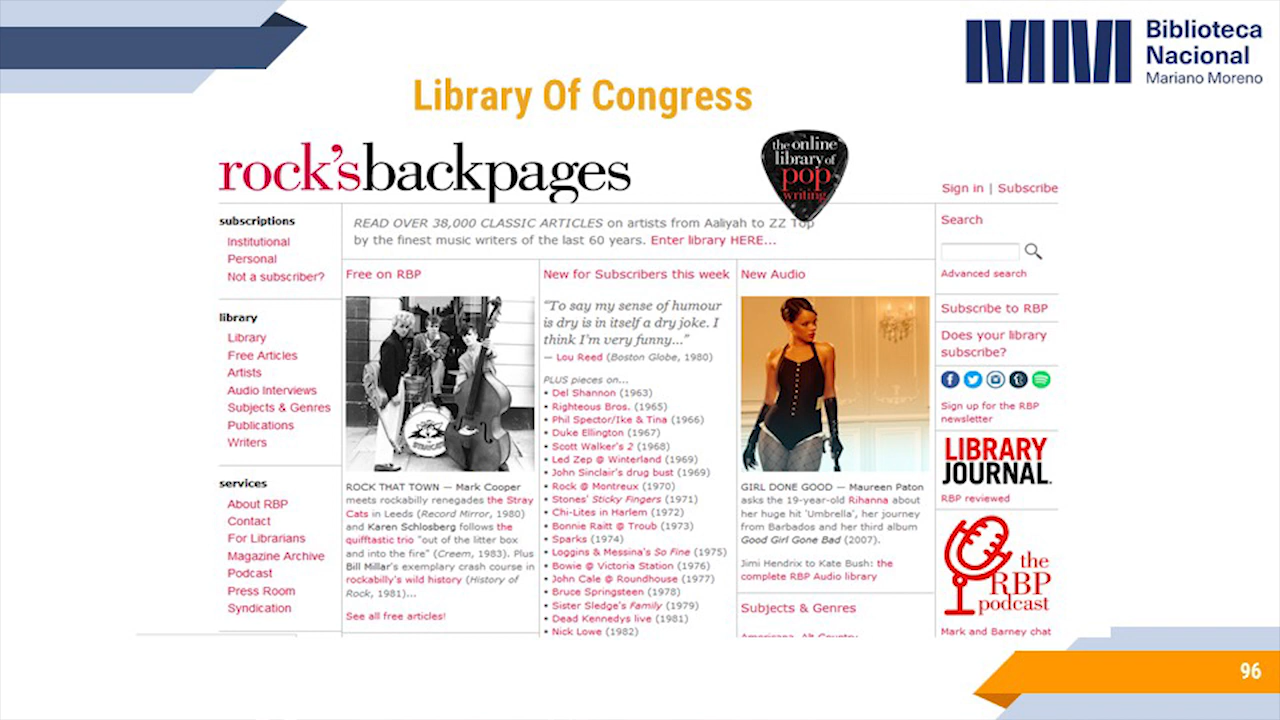 Biblioteca
Nacional
Mariano Moreno
Library Of Congress
rock'sbackpages
the online
library of
pop
writing
Sign in | Subscribe
subscriptions
Institutional
Personal
Not a subscriber?
library
Library
Free Articles
Artists
Audio Interviews
Subjects & Genres
Publications
Writers
services
About RBP
Contact
For Librarians
Magazine Archive
Podcast
Press Room
Syndication
READ OVER 38,000 CLASSIC ARTICLES on artists from Aaliyah to ZZ Top
by the finest music writers of the last 60 years. Enter library HERE...
Free on RBP
STRAY CATS
ROCK THAT TOWN — Mark Cooper
meets rockabilly renegades the Stray
Cats in Leeds (Record Mirror, 1980)
and Karen Schlosberg follows the
quifftastic trio "out of the litter box
and into the fire" (Creem, 1983). Plus
Bill Millar's exemplary crash course in
rockabilly's wild history (History of
Rock, 1981)...
See all free articles!
New for Subscribers this week
"To say my sense of humour
is dry is in itself a dry joke. I
think I'm very funny..."
— Lou Reed (Boston Globe, 1980)
PLUS pieces on...
• Del Shannon (1963)
• Righteous Bros. (1965)
• Phil Spector/Ike & Tina (1966)
• Duke Ellington (1967)
• Scott Walker's 2 (1968)
• Led Zep @ Winterland (1969)
• John Sinclair's drug bust (1969)
• Rock @ Montreux (1970)
• Stones' Sticky Fingers (1971)
• Chi-Lites in Harlem (1972)
• Bonnie Raitt @ Troub (1973)
• Sparks (1974)
• Loggins & Messina's So Fine (1975)
• Bowie @ Victoria Station (1976)
• John Cale @ Roundhouse (1977)
• Bruce Springsteen (1978)
• Sister Sledge's Family (1979)
• Dead Kennedys live (1981)
• Nick Lowe (1982)
New Audio
GIRL DONE GOOD — Maureen Paton
asks the 19-year-old Rihanna about
her huge hit 'Umbrella', her journey
from Barbados and her third album
Good Girl Gone Bad (2007).
Jimi Hendrix to Kate Bush: the
complete RBP Audio library
Subjects & Genres
Americana, Alt-Country
Search
Advanced search
Subscribe to RBP
Does your library
subscribe?
Sign up for the RBP
newsletter
LIBRARY
JOURNAL.
RBP reviewed
the
RBP
podcast
Mark and Barney chat
96